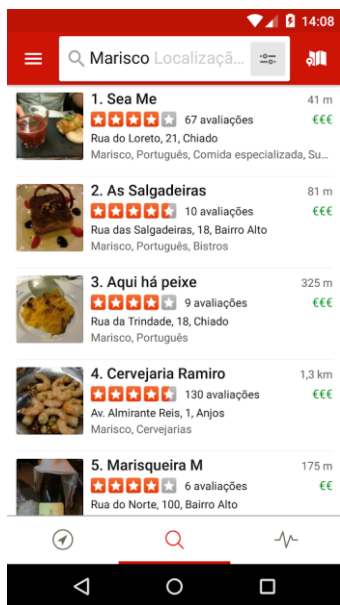 14:08
Marisco Localizaçã...
1. Sea Me 41 m
67 avaliações €€€
Rua do Loreto, 21, Chiado
Marisco, Português, Comida especializada, Su...
2. As Salgadeiras 81 m
10 avaliações €€€
Rua das Salgadeiras, 18, Bairro Alto
Marisco, Português, Bistros
3. Aqui há peixe 325 m
9 avaliações €€€
Rua da Trindade, 18, Chiado
Marisco, Português
4. Cervejaria Ramiro 1,3 km
130 avaliações €€€
Av. Almirante Reis, 1, Anjos
Marisco, Cervejarias
5. Marisqueira M 175 m
6 avaliações €€
Rua do Norte, 100, Bairro Alto